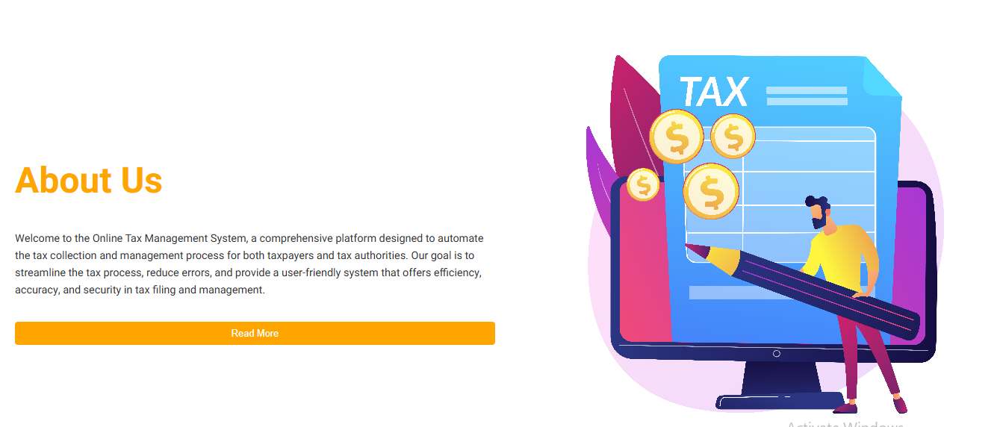 About Us
Welcome to the Online Tax Management System, a comprehensive platform designed to automate
the tax collection and management process for both taxpayers and tax authorities. Our goal is to
streamline the tax process, reduce errors, and provide a user-friendly system that offers efficiency,
accuracy, and security in tax filing and management.
Read More
TAX
$ $
$ $
Activate Windows